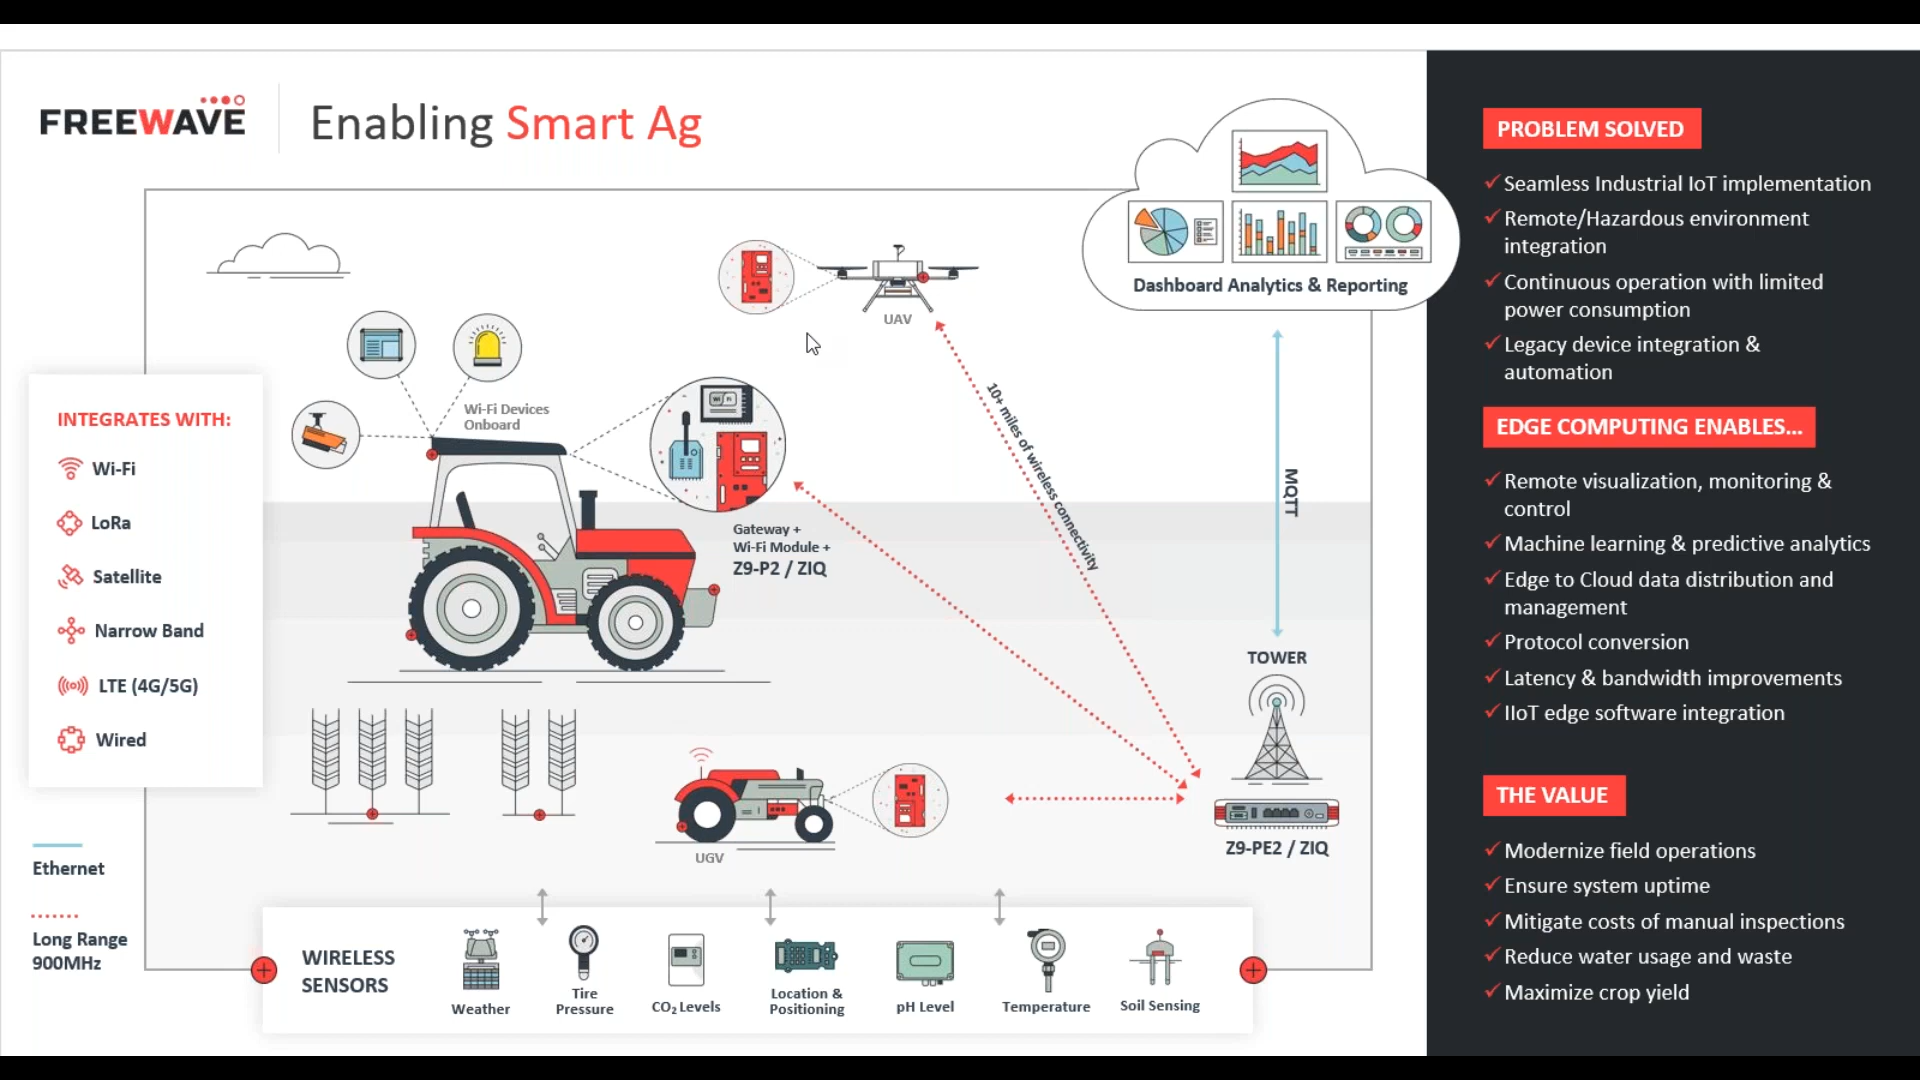 FREEWAVE
Enabling Smart Ag
Dashboard Analytics & Reporting
UAV
Wi-Fi Devices
Onboard
Wi Fi
Gateway +
Wi-Fi Module +
Z9-P2 / ZIQ
10+ miles of wireless connectivity
MQTT
TOWER
Z9-PE2 / ZIQ
UGV
INTEGRATES WITH:
Wi-Fi
LoRa
Satellite
Narrow Band
LTE (4G/5G)
Wired
Ethernet
Long Range
900MHz
WIRELESS
SENSORS
Weather
Tire
Pressure
CO₂ Levels
Location &
Positioning
pH Level
Temperature
Soil Sensing
PROBLEM SOLVED
✓Seamless Industrial IoT implementation
✓Remote/Hazardous environment
integration
✓Continuous operation with limited
power consumption
✓Legacy device integration &
automation
EDGE COMPUTING ENABLES...
✓Remote visualization, monitoring &
control
✓Machine learning & predictive analytics
✓Edge to Cloud data distribution and
management
✓Protocol conversion
✓Latency & bandwidth improvements
✓IIoT edge software integration
THE VALUE
✓Modernize field operations
✓Ensure system uptime
✓Mitigate costs of manual inspections
✓Reduce water usage and waste
✓Maximize crop yield